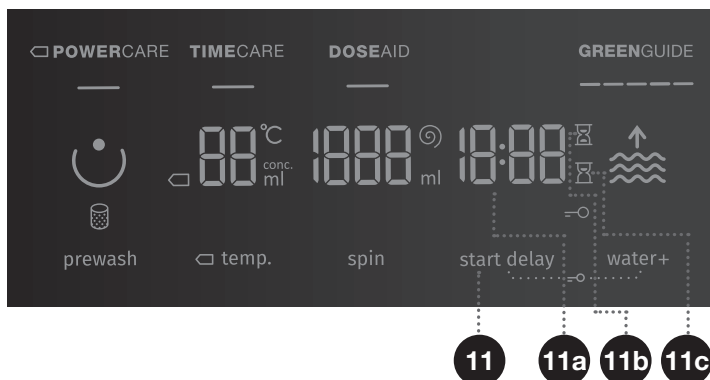 POWERCARE TIMECARE DOSEAID GREENGUIDE
88 °C 1888 18:88
conc.
ml ml
prewash temp. spin start delay water+
11 11a 11b 11c